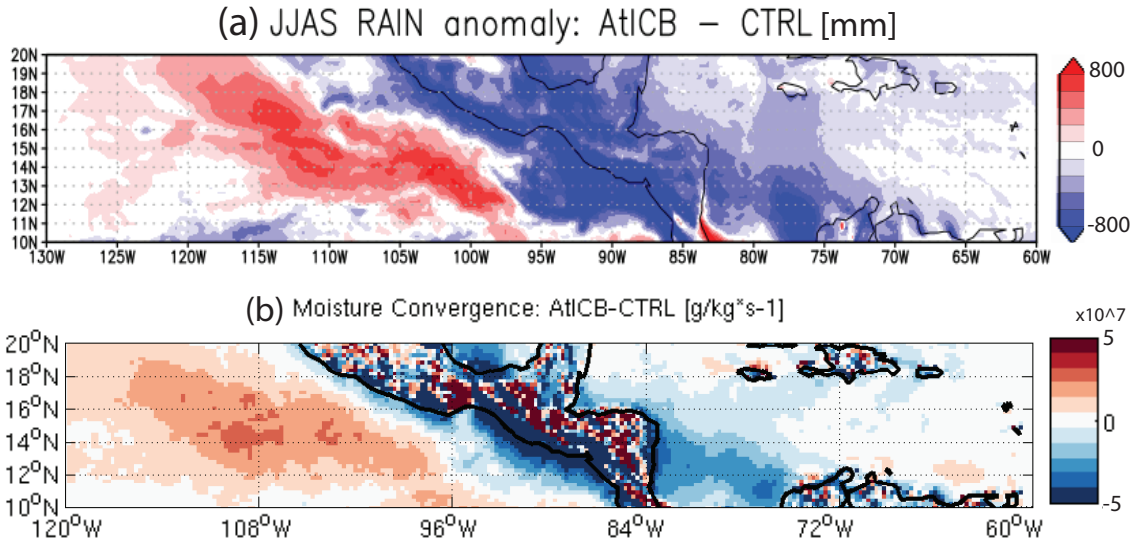 (a) JJAS RAIN anomaly: AtlCB – CTRL [mm]
20N
19N
18N
17N
16N
15N
14N
13N
12N
11N
10N
130W 125W 120W 115W 110W 105W 100W 95W 90W 85W 80W 75W 70W 65W 60W
800
0
-800
(b) Moisture Convergence: AtlCB-CTRL [g/kg*s-1]
x10^7
20°N
18°N
16°N
14°N
12°N
10°N
120°W 108°W 96°W 84°W 72°W 60°W
5
0
-5